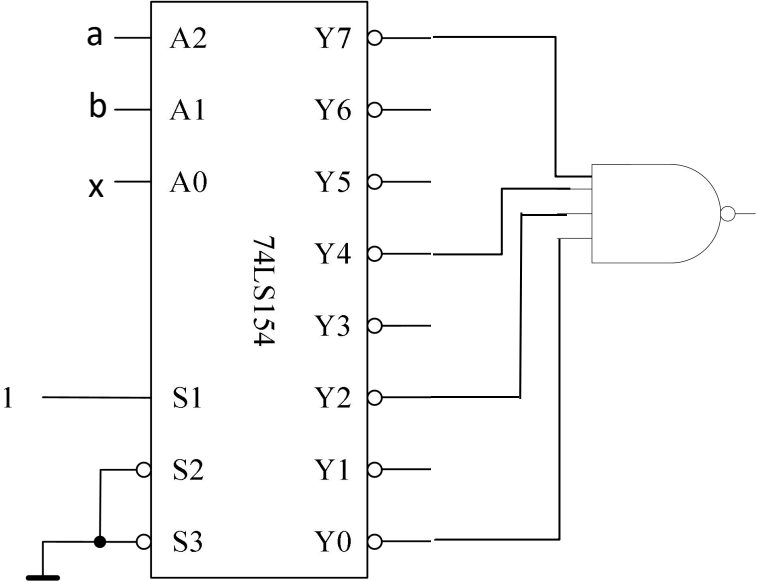 a A2 Y7
b A1 Y6
x A0 Y5
Y4
74LS154
Y3
1 S1 Y2
S2 Y1
S3 Y0